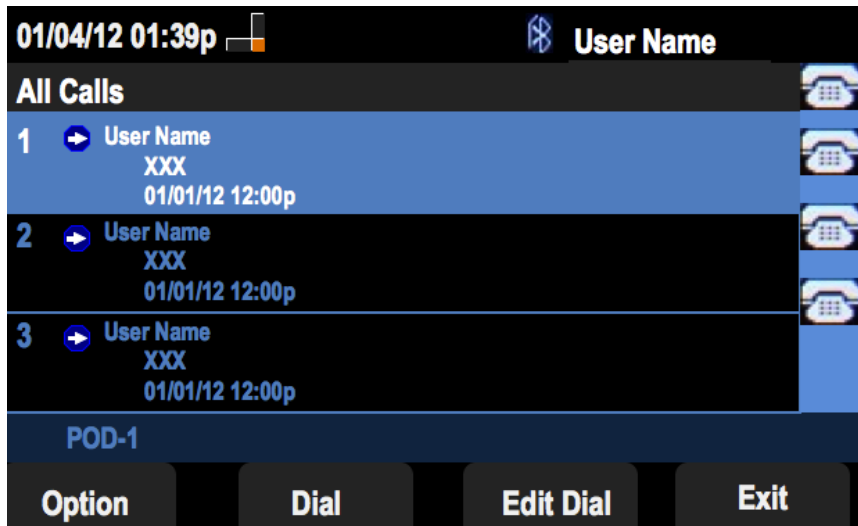 01/04/12 01:39p
User Name
All Calls
1 User Name
XXX
01/01/12 12:00p
2 User Name
XXX
01/01/12 12:00p
3 User Name
XXX
01/01/12 12:00p
POD-1
Option Dial Edit Dial Exit